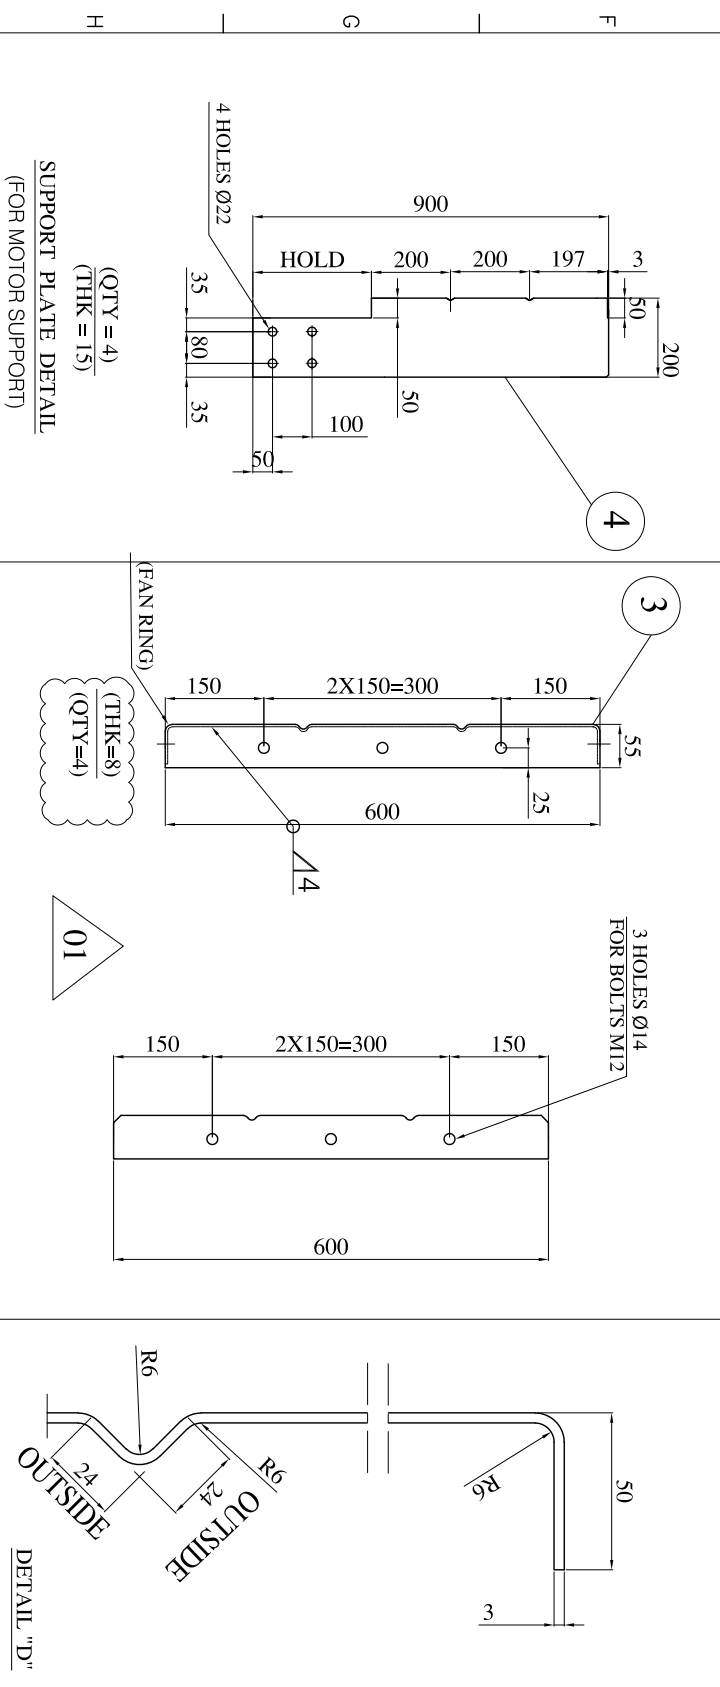 H
G
F
4 HOLES Ø22
900
HOLD
200
200
197
3
50
200
35
80
35
50
100
50
4
(QTY = 4)
(THK = 15)
SUPPORT PLATE DETAIL
(FOR MOTOR SUPPORT)
3
(FAN RING)
150
2X150=300
150
55
25
600
4
(THK=8)
(QTY=4)
01
3 HOLES Ø14
FOR BOLTS M12
150
2X150=300
150
600
R6
R6
R6
50
3
24
OUTSIDE
24
OUTSIDE
DETAIL "D"